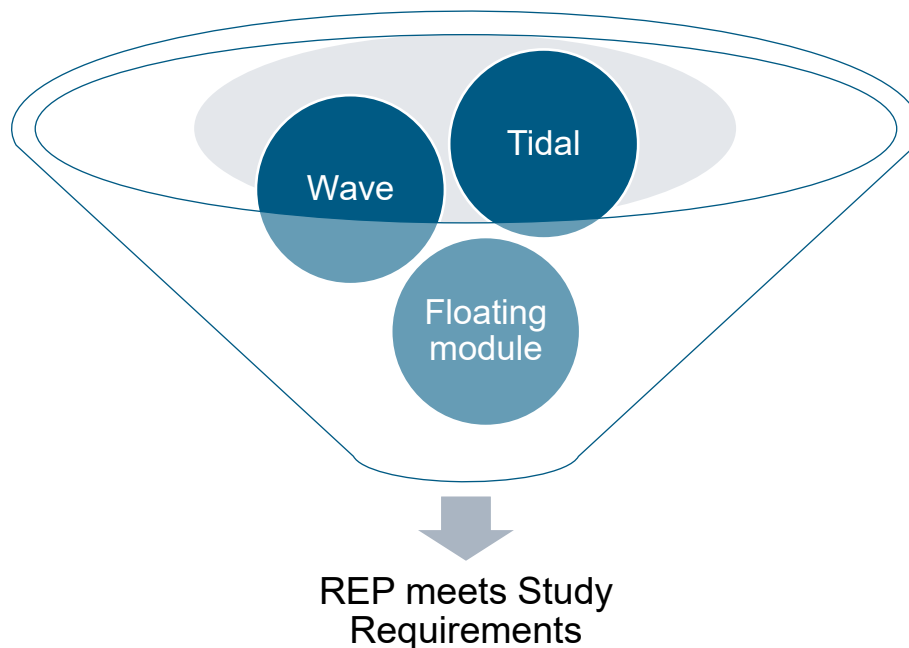 Tidal
Wave
Floating
module
REP meets Study
Requirements